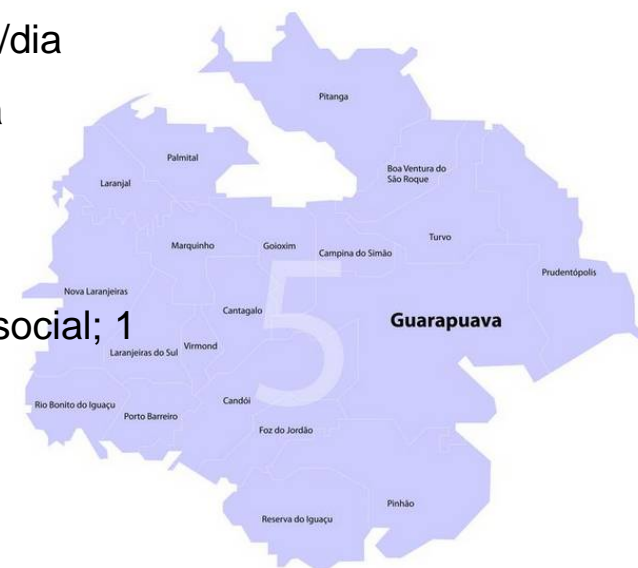 /dia
a
Pitanga
Palmital
Boa Ventura do
São Roque
Laranjal
Turvo
Marquinho
Goioxim
Campina do Simão
Prudentópolis
Nova Laranjeiras
Cantagalo
5
Guarapuava
social; 1
Virmond
Laranjeiras do Sul
Candói
Rio Bonito do Iguaçu
Porto Barreiro
Foz do Jordão
Pinhão
Reserva do Iguaçu